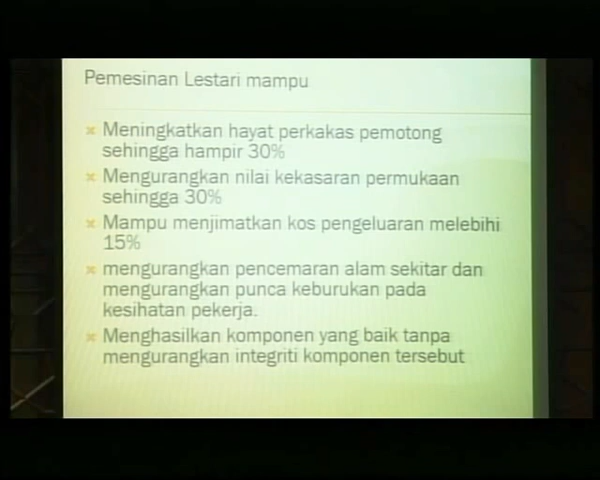 Pemesinan Lestari mampu
Meningkatkan hayat perkakas pemotong
sehingga hampir 30%
Mengurangkan nilai kekasaran permukaan
sehingga 30%
Mampu menjimatkan kos pengeluaran melebihi
15%
mengurangkan pencemaran alam sekitar dan
mengurangkan punca keburukan pada
kesihatan pekerja.
Menghasilkan komponen yang baik tanpa
mengurangkan integriti komponen tersebut